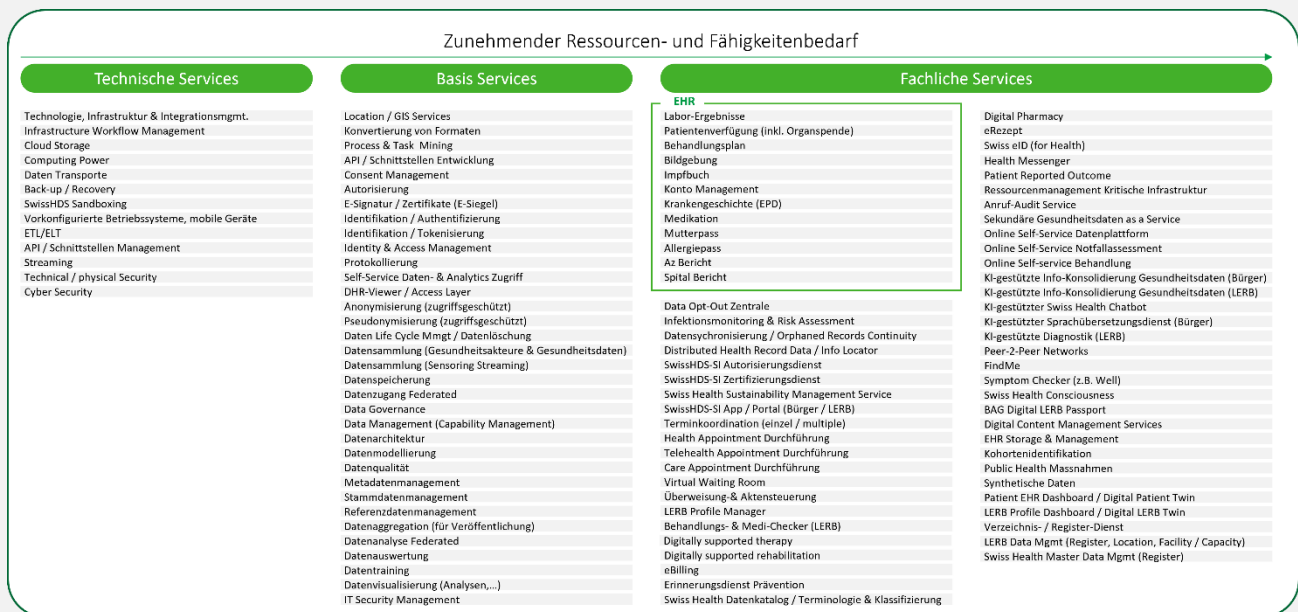 Zunehmender Ressourcen- und Fähigkeitenbedarf
Technische Services
Technologie, Infrastruktur & Integrationsmgmt.
Infrastructure Workflow Management
Cloud Storage
Computing Power
Daten Transporte
Back-up / Recovery
SwissHDS Sandboxing
Vorkonfigurierte Betriebssysteme, mobile Geräte
ETL/ELT
API / Schnittstellen Management
Streaming
Technical / physical Security
Cyber Security
Basis Services
Location / GIS Services
Konvertierung von Formaten
Process & Task Mining
API / Schnittstellen Entwicklung
Consent Management
Autorisierung
E-Signatur / Zertifikate (E-Siegel)
Identifikation / Authentifizierung
Identifikation / Tokenisierung
Identity & Access Management
Protokollierung
Self-Service Daten- & Analytics Zugriff
DHR-Viewer / Access Layer
Anonymisierung (zugriffsgeschützt)
Pseudonymisierung (zugriffsgeschützt)
Daten Life Cycle Mmgt / Datenlöschung
Datensammlung (Gesundheitsakteure & Gesundheitsdaten)
Datensammlung (Sensoring Streaming)
Datenspeicherung
Datenzugang Federated
Data Governance
Data Management (Capability Management)
Datenarchitektur
Datenmodellierung
Datenqualität
Metadatenmanagement
Stammdatenmanagement
Referenzdatenmanagement
Datenaggregation (für Veröffentlichung)
Datenanalyse Federated
Datenauswertung
Datentraining
Datenvisualisierung (Analysen,...)
IT Security Management
Fachliche Services
EHR
Labor-Ergebnisse
Patientenverfügung (inkl. Organspende)
Behandlungsplan
Bildgebung
Impfbuch
Konto Management
Krankengeschichte (EPD)
Medikation
Mutterpass
Allergiepass
Az Bericht
Spital Bericht
Data Opt-Out Zentrale
Infektionsmonitoring & Risk Assessment
Datensychronisierung / Orphaned Records Continuity
Distributed Health Record Data / Info Locator
SwissHDS-SI Autorisierungsdienst
SwissHDS-SI Zertifizierungsdienst
Swiss Health Sustainability Management Service
SwissHDS-SI App / Portal (Bürger / LERB)
Terminkoordination (einzel / multiple)
Health Appointment Durchführung
Telehealth Appointment Durchführung
Care Appointment Durchführung
Virtual Waiting Room
Überweisung-& Aktensteuerung
LERB Profile Manager
Behandlungs- & Medi-Checker (LERB)
Digitally supported therapy
Digitally supported rehabilitation
eBilling
Erinnerungsdienst Prävention
Swiss Health Datenkatalog / Terminologie & Klassifizierung
Digital Pharmacy
eRezept
Swiss eID (for Health)
Health Messenger
Patient Reported Outcome
Ressourcenmanagement Kritische Infrastruktur
Anruf-Audit Service
Sekundäre Gesundheitsdaten as a Service
Online Self-Service Datenplattform
Online Self-Service Notfallassessment
Online Self-service Behandlung
KI-gestützte Info-Konsolidierung Gesundheitsdaten (Bürger)
KI-gestützte Info-Konsolidierung Gesundheitsdaten (LERB)
KI-gestützter Swiss Health Chatbot
KI-gestützter Sprachübersetzungsdienst (Bürger)
KI-gestützte Diagnostik (LERB)
Peer-2-Peer Networks
FindMe
Symptom Checker (z.B. Well)
Swiss Health Consciousness
BAG Digital LERB Passport
Digital Content Management Services
EHR Storage & Management
Kohortenidentifikation
Public Health Massnahmen
Synthetische Daten
Patient EHR Dashboard / Digital Patient Twin
LERB Profile Dashboard / Digital LERB Twin
Verzeichnis- / Register-Dienst
LERB Data Mgmt (Register, Location, Facility / Capacity)
Swiss Health Master Data Mgmt (Register)